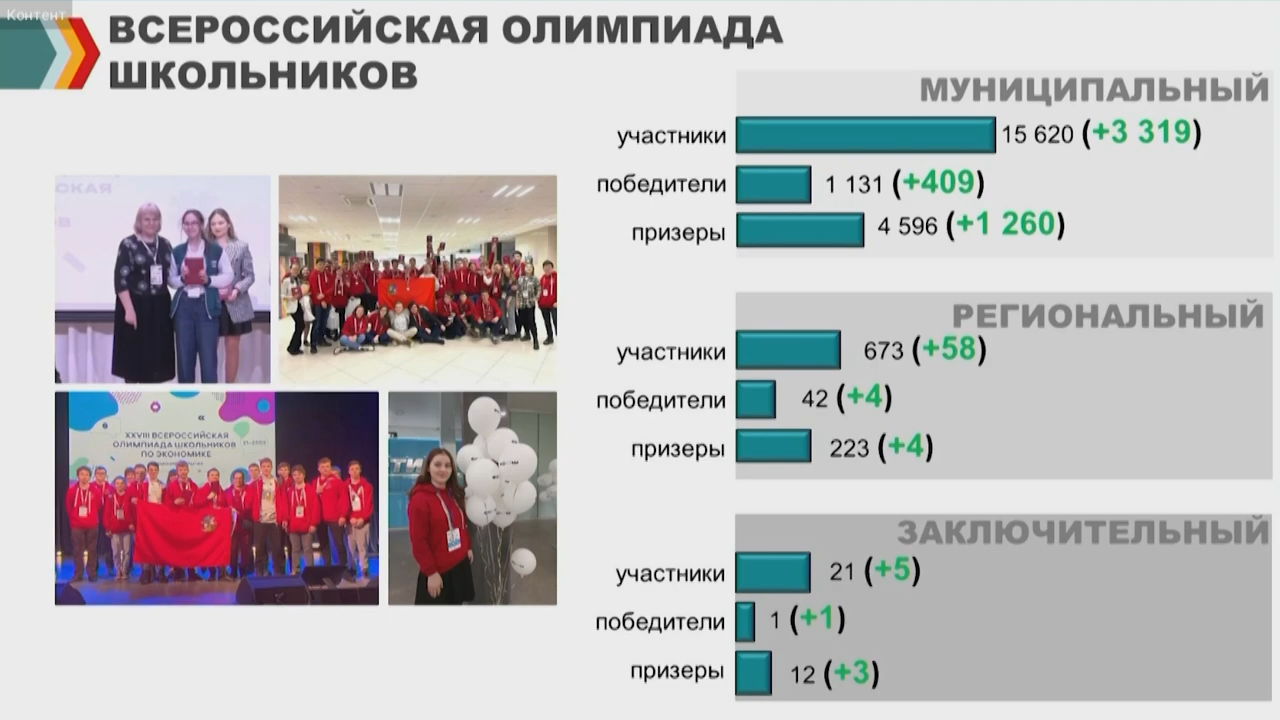 Контент
ВСЕРОССИЙСКАЯ ОЛИМПИАДА
ШКОЛЬНИКОВ
МУНИЦИПАЛЬНЫЙ
участники 15 620 (+3 319)
победители 1 131 (+409)
призеры 4 596 (+1 260)
РЕГИОНАЛЬНЫЙ
участники 673 (+58)
победители 42 (+4)
призеры 223 (+4)
ЗАКЛЮЧИТЕЛЬНЫЙ
участники 21 (+5)
победители 1 (+1)
призеры 12 (+3)
СКАЯ
XXVIII ВСЕРОССИЙСКАЯ
ОЛИМПИАДА ШКОЛЬНИКОВ
ПО ЭКОНОМИКЕ